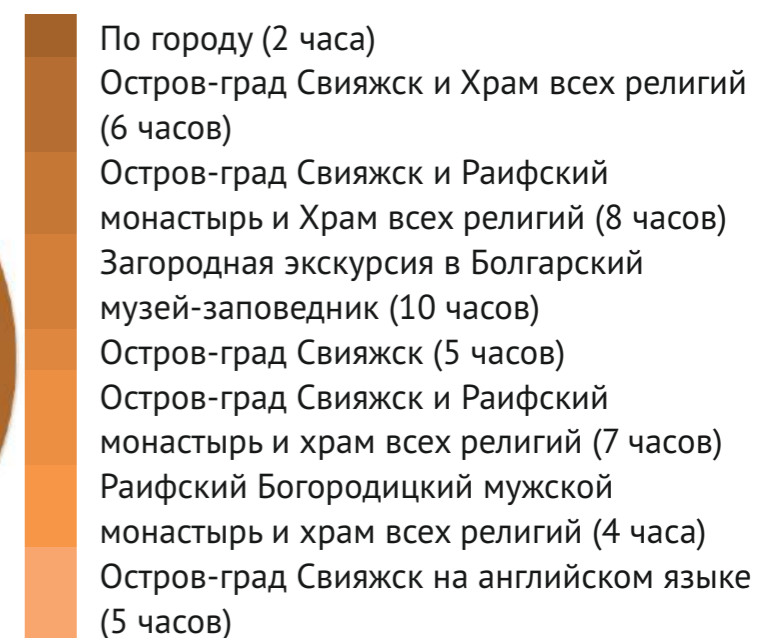 По городу (2 часа)
Остров-град Свияжск и Храм всех религий
(6 часов)
Остров-град Свияжск и Раифский
монастырь и Храм всех религий (8 часов)
Загородная экскурсия в Болгарский
музей-заповедник (10 часов)
Остров-град Свияжск (5 часов)
Остров-град Свияжск и Раифский
монастырь и храм всех религий (7 часов)
Раифский Богородицкий мужской
монастырь и храм всех религий (4 часа)
Остров-град Свияжск на английском языке
(5 часов)